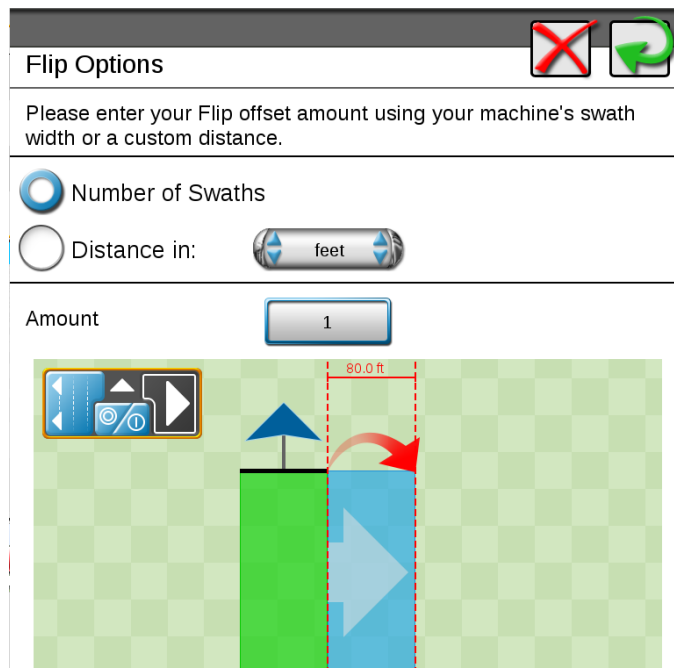 Flip Options
Please enter your Flip offset amount using your machine's swath
width or a custom distance.
Number of Swaths
Distance in:
feet
Amount
1
80.0 ft